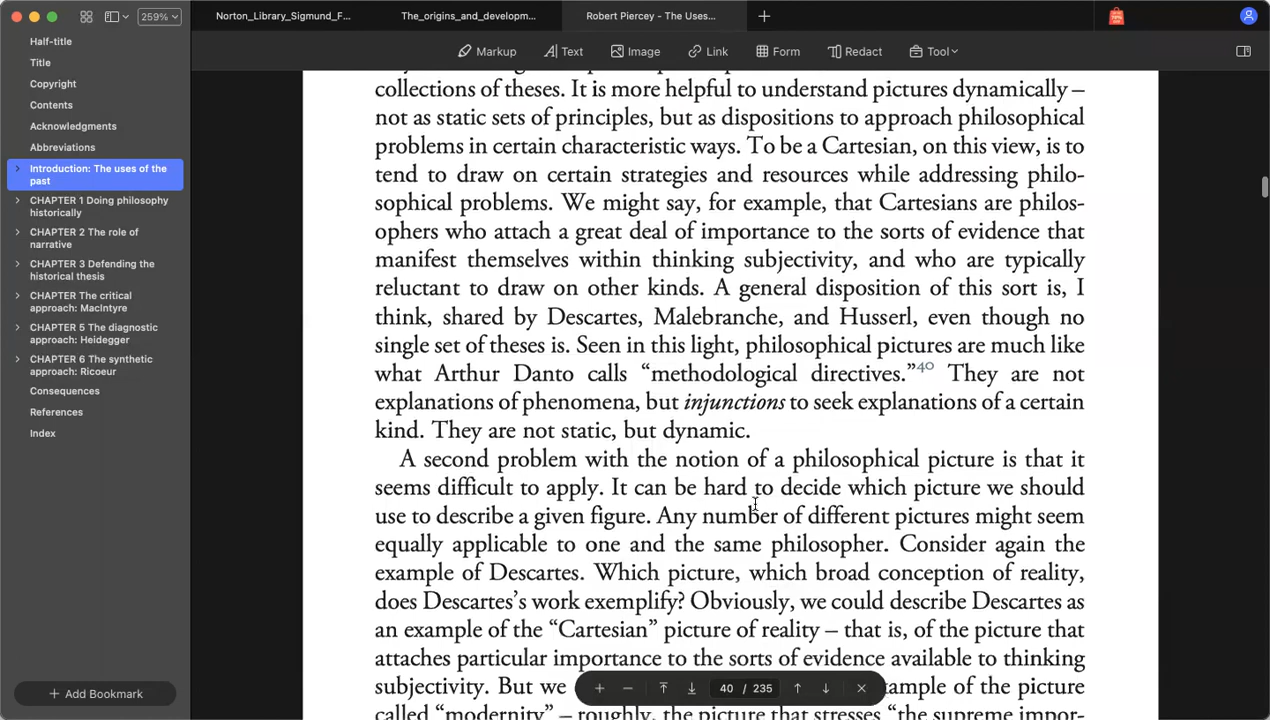 259%
Norton_Library_Sigmund_F...
The_origins_and_developm...
Robert Piercey - The Uses...
Markup
Text
Image
Link
Form
Redact
Tool
Half-title
Title
Copyright
Contents
Acknowledgments
Abbreviations
Introduction: The uses of the
past
CHAPTER 1 Doing philosophy
historically
CHAPTER 2 The role of
narrative
CHAPTER 3 Defending the
historical thesis
CHAPTER The critical
approach: MacIntyre
CHAPTER 5 The diagnostic
approach: Heidegger
CHAPTER 6 The synthetic
approach: Ricoeur
Consequences
References
Index
+ Add Bookmark
collections of theses. It is more helpful to understand pictures dynamically –
not as static sets of principles, but as dispositions to approach philosophical
problems in certain characteristic ways. To be a Cartesian, on this view, is to
tend to draw on certain strategies and resources while addressing philo-
sophical problems. We might say, for example, that Cartesians are philos-
ophers who attach a great deal of importance to the sorts of evidence that
manifest themselves within thinking subjectivity, and who are typically
reluctant to draw on other kinds. A general disposition of this sort is, I
think, shared by Descartes, Malebranche, and Husserl, even though no
single set of theses is. Seen in this light, philosophical pictures are much like
what Arthur Danto calls “methodological directives.”40 They are not
explanations of phenomena, but injunctions to seek explanations of a certain
kind. They are not static, but dynamic.
A second problem with the notion of a philosophical picture is that it
seems difficult to apply. It can be hard to decide which picture we should
use to describe a given figure. Any number of different pictures might seem
equally applicable to one and the same philosopher. Consider again the
example of Descartes. Which picture, which broad conception of reality,
does Descartes’s work exemplify? Obviously, we could describe Descartes as
an example of the “Cartesian” picture of reality – that is, of the picture that
attaches particular importance to the sorts of evidence available to thinking
subjectivity. But we
of the picture
called “modernity” – roughly, the picture that stresses “the supreme impor-
40 / 235